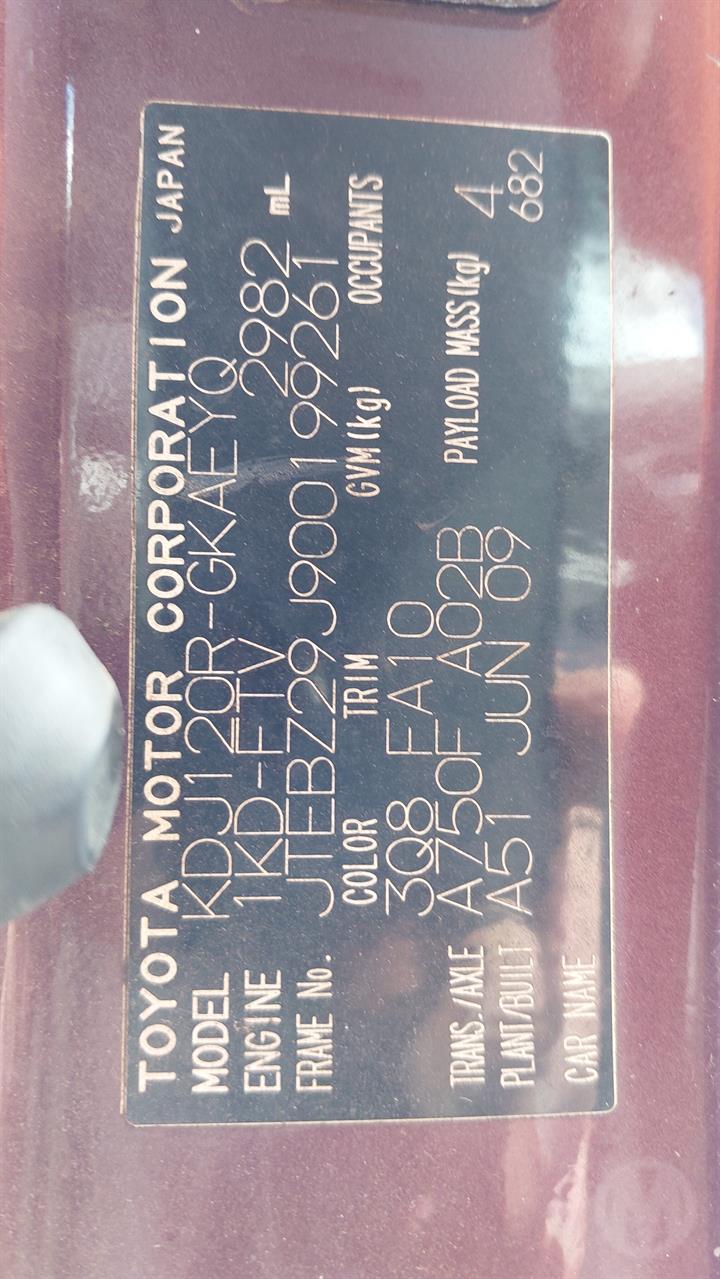 TOYOTA MOTOR CORPORATION JAPAN
MODEL KDJ120R-GKAEYQ
ENGINE 1KD-FTV 2982 mL
FRAME No. JTEBZ29J900199261
COLOR TRIM GVM(kg) OCCUPANTS
3Q8 FA10 4
TRANS./AXLE A750F A02B PAYLOAD MASS(kg) 682
PLANT/BUILT A51 JUN 09
CAR NAME
M